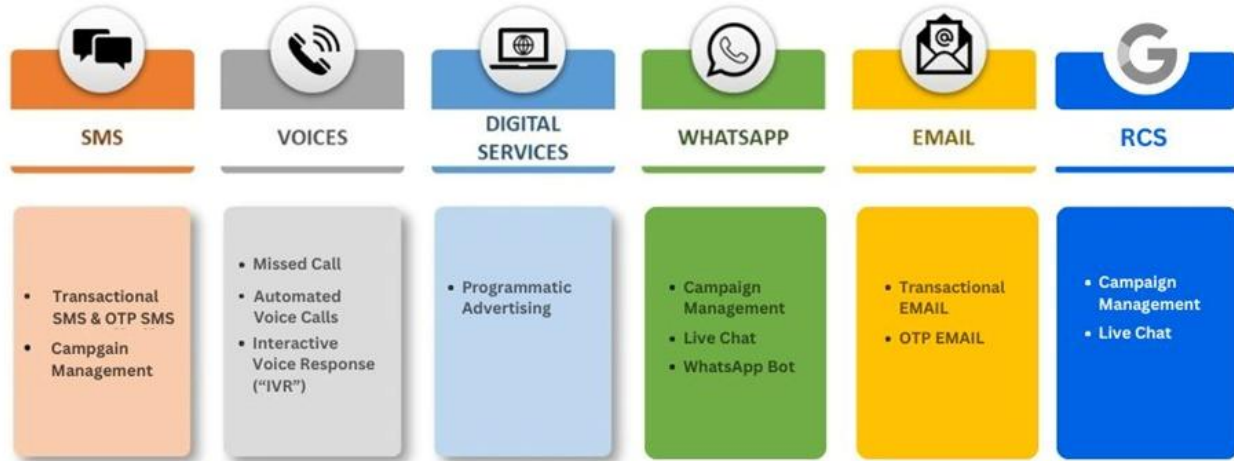 SMS
VOICES
DIGITAL
SERVICES
WHATSAPP
EMAIL
RCS
• Transactional
SMS & OTP SMS
• Campgain
Management
• Missed Call
• Automated
Voice Calls
• Interactive
Voice Response
(“IVR”)
• Programmatic
Advertising
• Campaign
Management
• Live Chat
• WhatsApp Bot
• Transactional
EMAIL
• OTP EMAIL
• Campaign
Management
• Live Chat